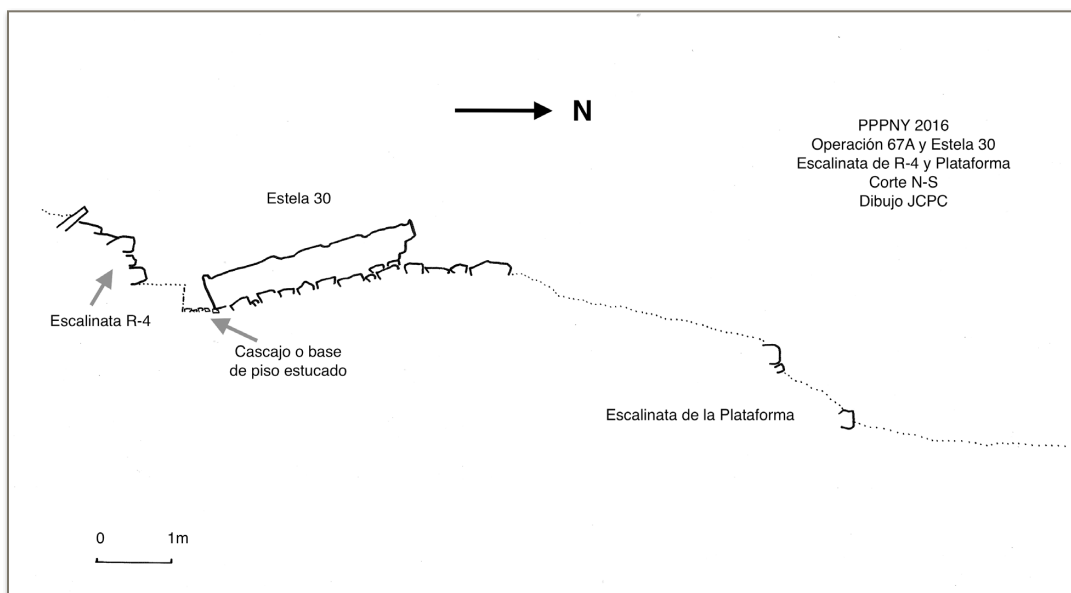 N
PPPNY 2016
Operación 67A y Estela 30
Escalinata de R-4 y Plataforma
Corte N-S
Dibujo JCPC
Estela 30
Escalinata R-4
Cascajo o base
de piso estucado
Escalinata de la Plataforma
0 1m